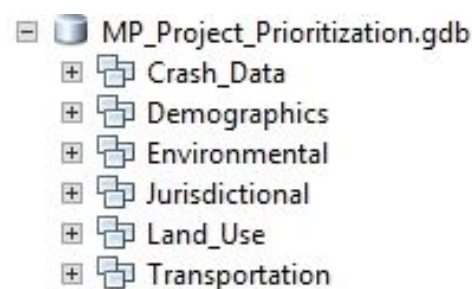 MP_Project_Prioritization.gdb
Crash_Data
Demographics
Environmental
Jurisdictional
Land_Use
Transportation